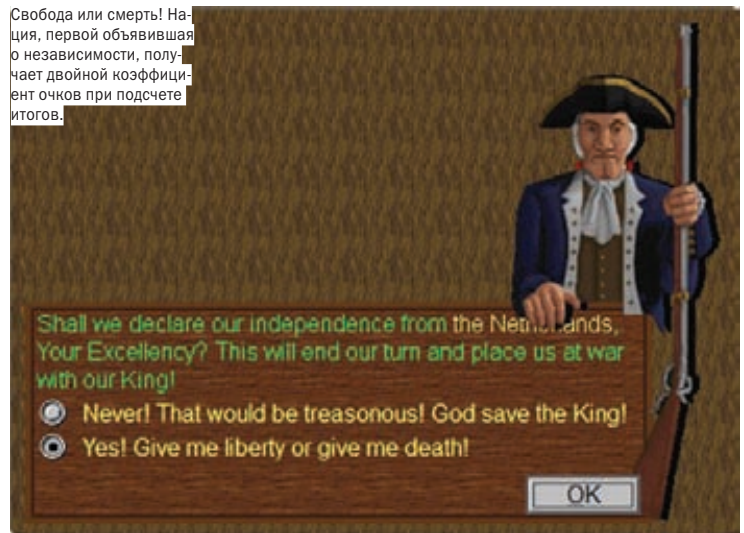 Свобода или смерть! На-
ция, первой объявившая
о независимости, полу-
чает двойной коэффици-
ент очков при подсчете
итогов.
Shall we declare our independence from the Netherlands,
Your Excellency? This will end our turn and place us at war
with our King!
Never! That would be treasonous! God save the King!
Yes! Give me liberty or give me death!
OK